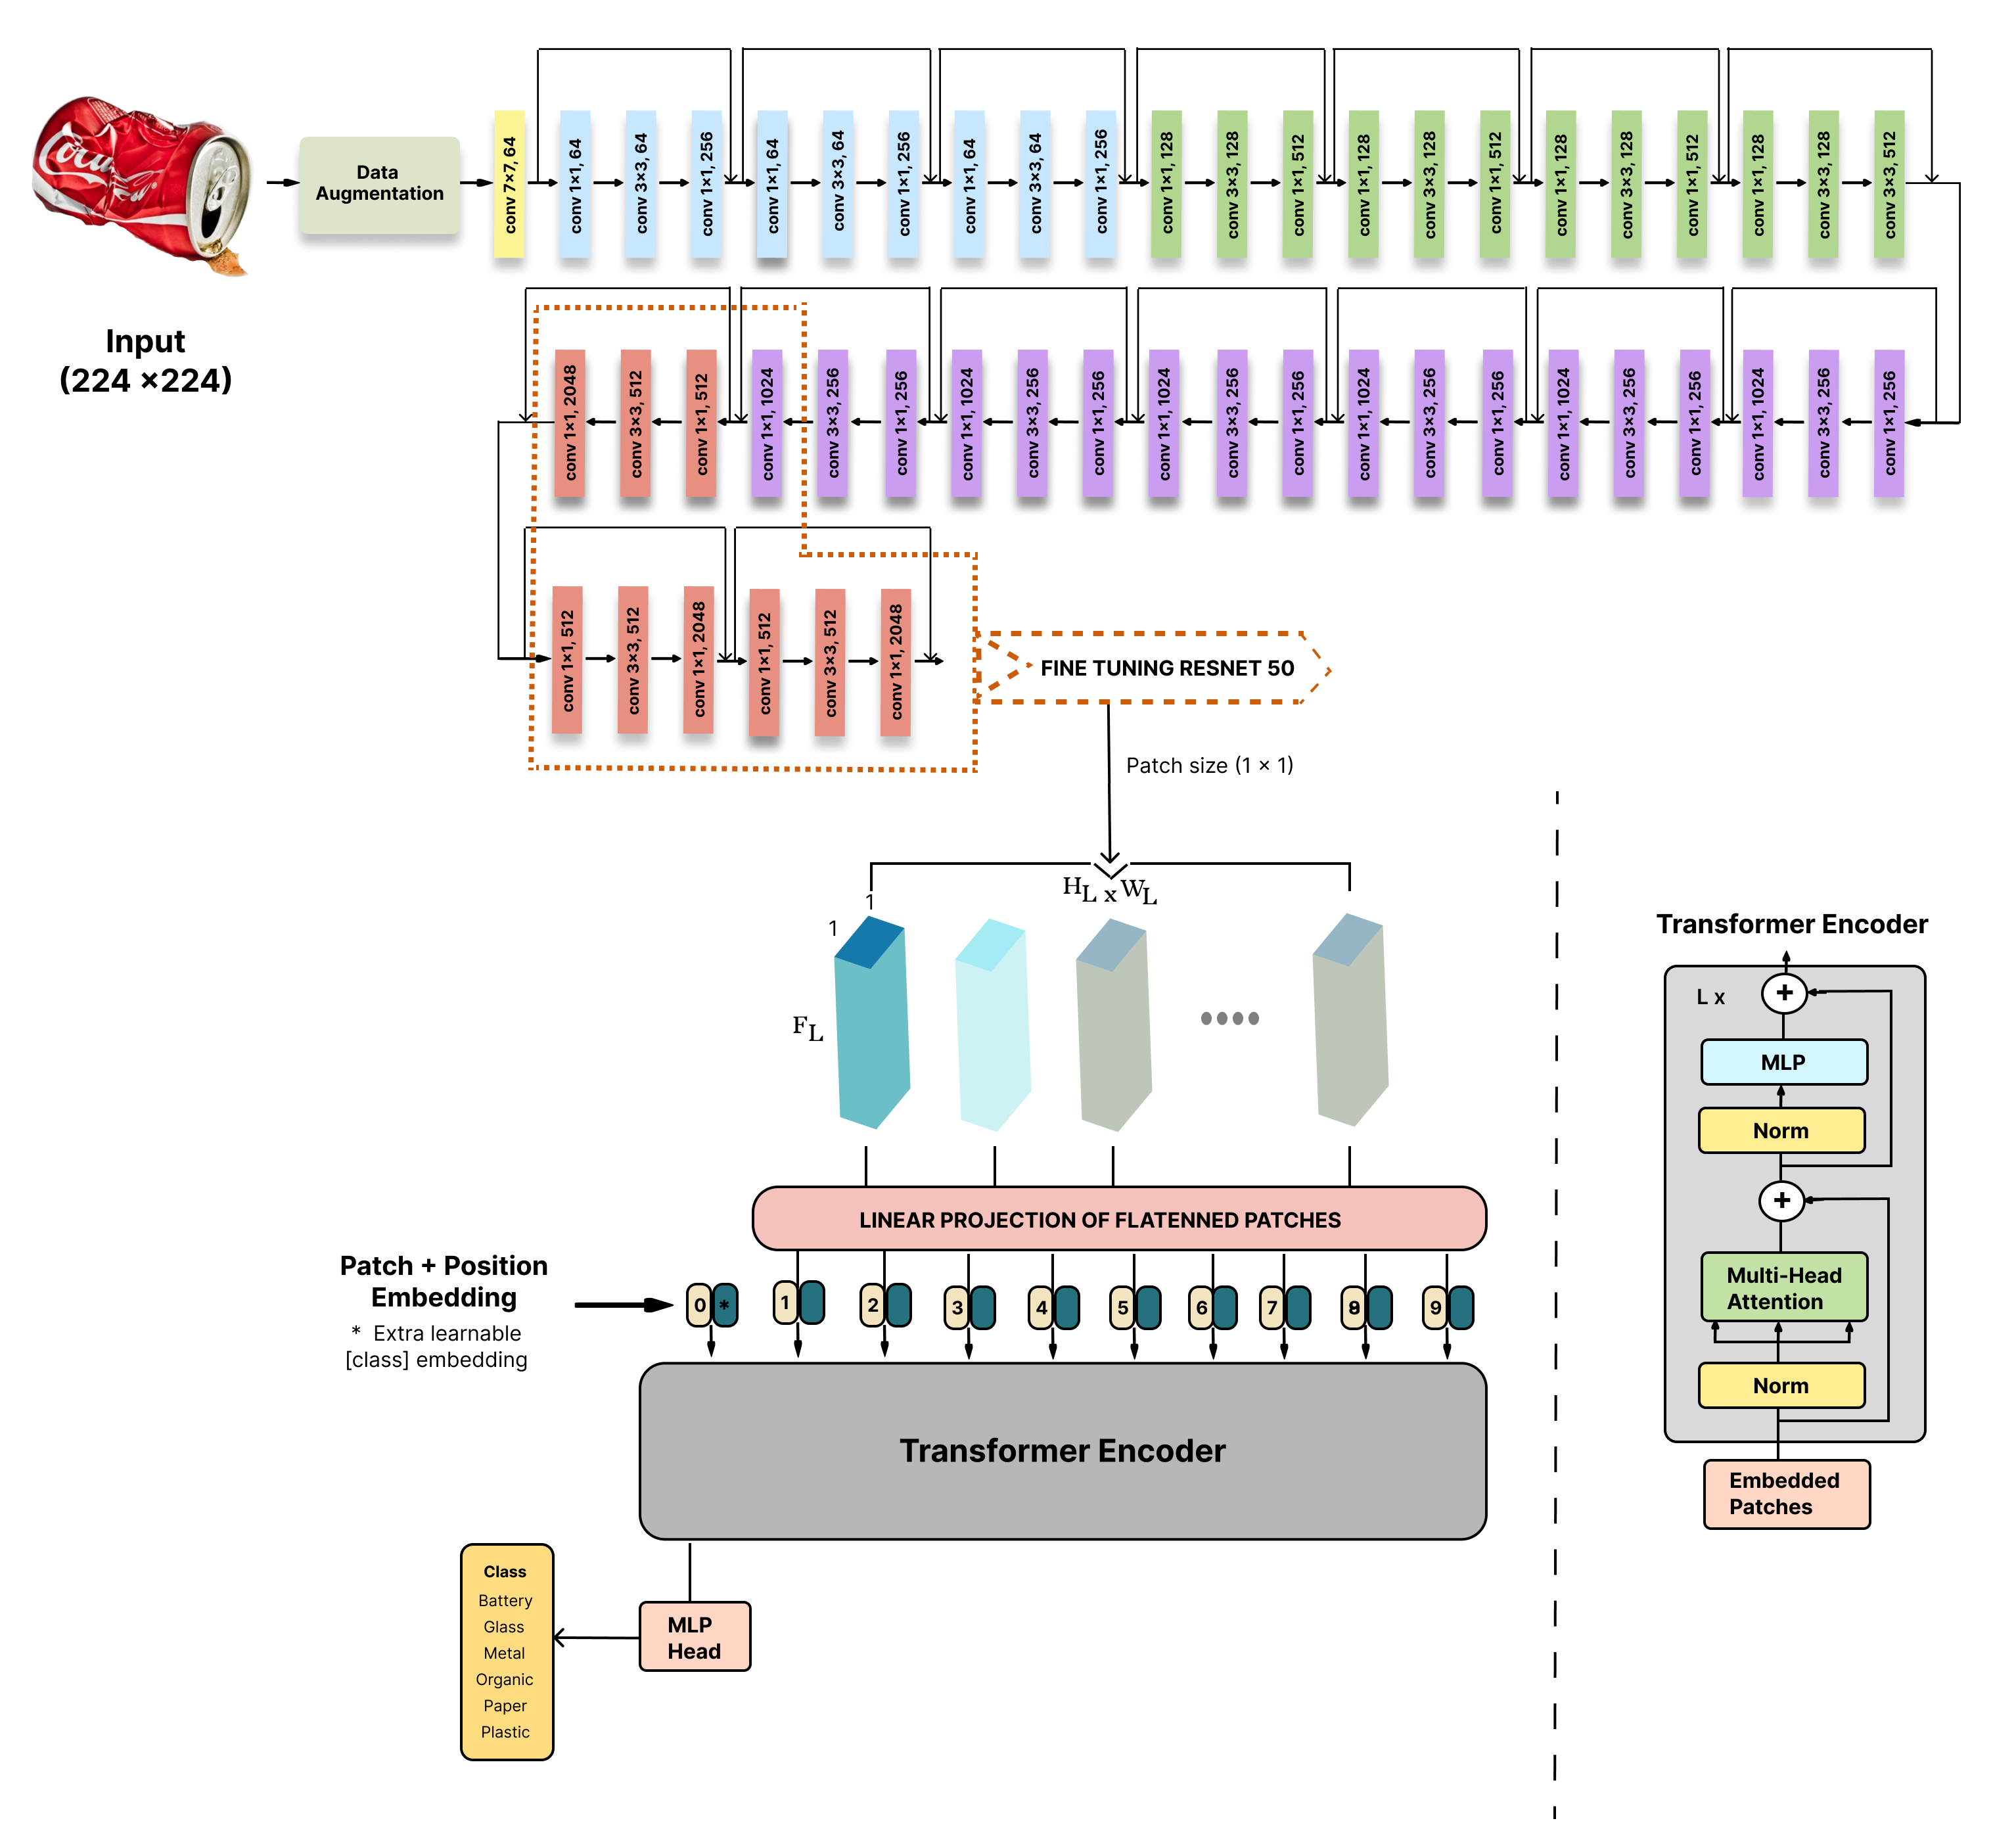 Coca
Data
Augmentation
conv 7×7, 64
conv 1×1, 64
conv 3×3, 64
conv 1×1, 256
conv 1×1, 64
conv 3×3, 64
conv 1×1, 256
conv 1×1, 64
conv 3×3, 64
conv 1×1, 256
conv 1×1, 128
conv 3×3, 128
conv 1×1, 512
conv 1×1, 128
conv 3×3, 128
conv 1×1, 512
conv 1×1, 128
conv 3×3, 128
conv 1×1, 512
conv 1×1, 128
conv 3×3, 128
conv 3×3, 512
Input
(224 ×224)
conv 1×1, 2048
conv 3×3, 512
conv 1×1, 512
conv 1×1, 1024
conv 3×3, 256
conv 1×1, 256
conv 1×1, 1024
conv 3×3, 256
conv 1×1, 256
conv 1×1, 1024
conv 3×3, 256
conv 1×1, 256
conv 1×1, 1024
conv 3×3, 256
conv 1×1, 256
conv 1×1, 1024
conv 3×3, 256
conv 1×1, 256
conv 1×1, 1024
conv 3×3, 256
conv 1×1, 256
conv 1×1, 512
conv 3×3, 512
conv 1×1, 2048
conv 1×1, 512
conv 3×3, 512
conv 1×1, 2048
FINE TUNING RESNET 50
Patch size (1 × 1)
H_L x W_L
1
1
F_L
LINEAR PROJECTION OF FLATENNED PATCHES
Patch + Position
Embedding
* Extra learnable
[class] embedding
0 * 1 2 3 4 5 6 7 8 9
Transformer Encoder
MLP
Head
Class
Battery
Glass
Metal
Organic
Paper
Plastic
Transformer Encoder
L x
+
MLP
Norm
+
Multi-Head
Attention
Norm
Embedded
Patches